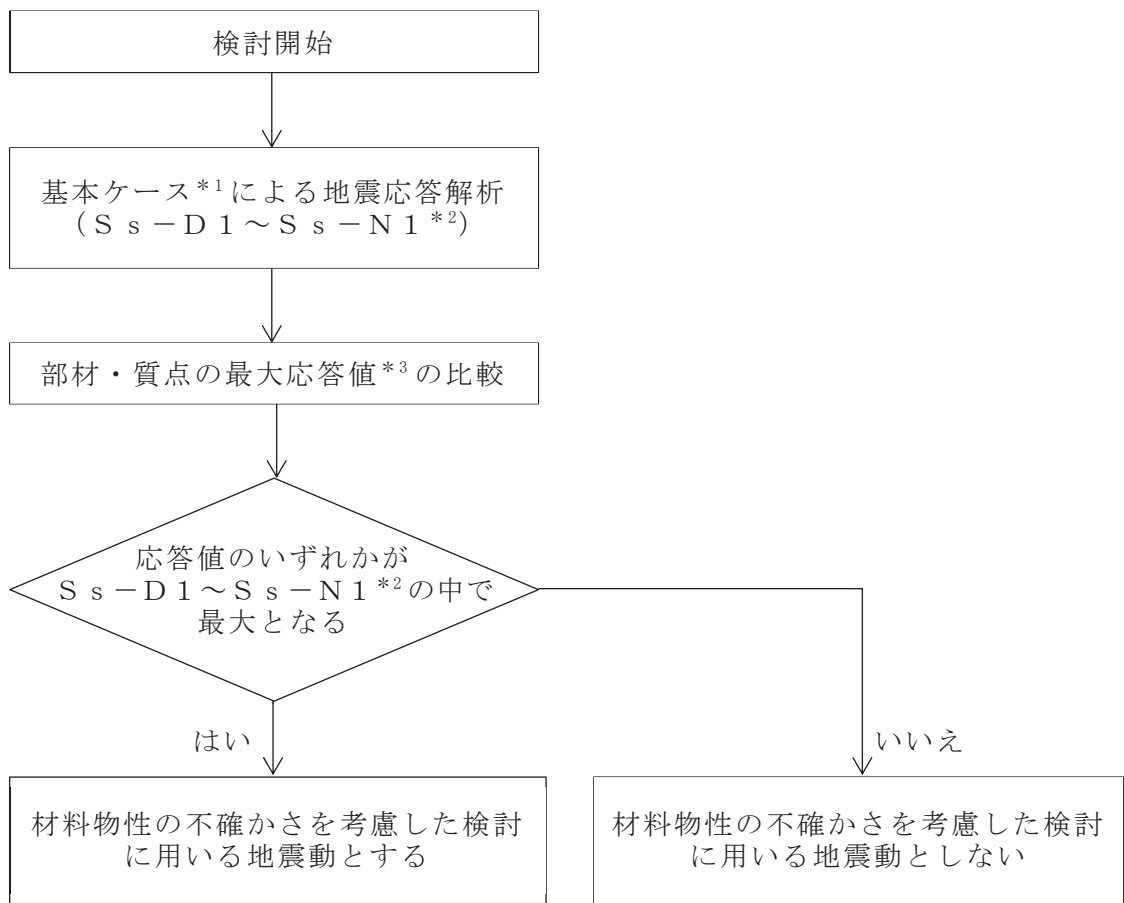 検討開始
基本ケース*1による地震応答解析
(Ss-D1~Ss-N1*2)
部材・質点の最大応答値*3の比較
応答値のいずれかが
Ss-D1~Ss-N1*2の中で
最大となる
はい
いいえ
材料物性の不確かさを考慮した検討
に用いる地震動とする
材料物性の不確かさを考慮した検討
に用いる地震動としない